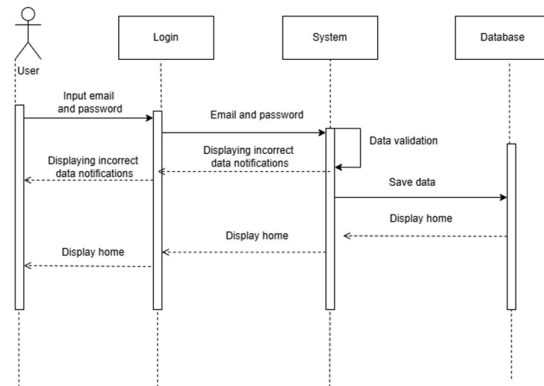 Login
System
Database
User
Input email
and password
Email and password
Data validation
Displaying incorrect
data notifications
Displaying incorrect
data notifications
Save data
Display home
Display home
Display home